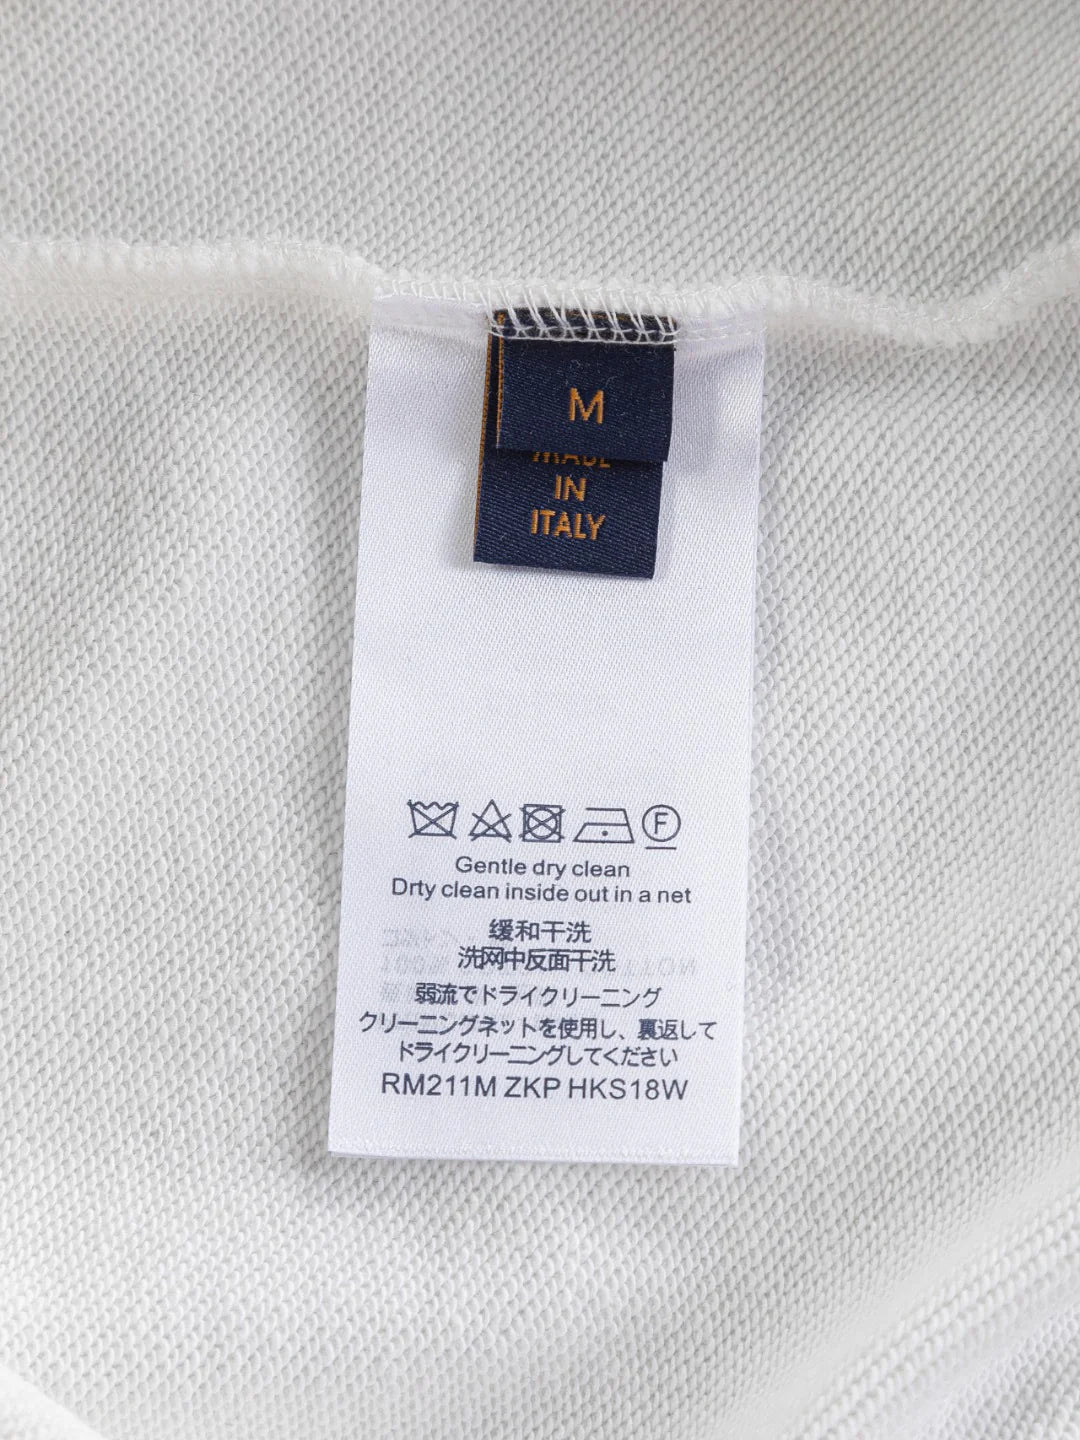 M
MADE
IN
ITALY
F
Gentle dry clean
Drty clean inside out in a net
缓和干洗
洗网中反面干洗
弱流でドライクリーニング
クリーニングネットを使用し、裏返して
ドライクリーニングしてください
RM211M ZKP HKS18W